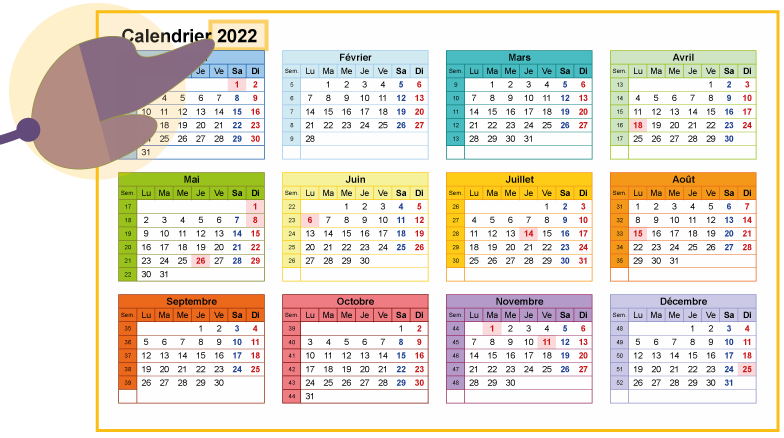 Calendrier 2022
Je Ve Sa Di
1 2
4 5 6 7 8 9
10 11 12 13 14 15 16
18 19 20 21 22 23
25 26 27 28 29 30
31
Février
Sem. Lu Ma Me Je Ve Sa Di
5 1 2 3 4 5 6
6 7 8 9 10 11 12 13
7 14 15 16 17 18 19 20
8 21 22 23 24 25 26 27
9 28
Mars
Sem. Lu Ma Me Je Ve Sa Di
9 1 2 3 4 5 6
10 7 8 9 10 11 12 13
11 14 15 16 17 18 19 20
12 21 22 23 24 25 26 27
13 28 29 30 31
Avril
Sem. Lu Ma Me Je Ve Sa Di
13 1 2 3
14 4 5 6 7 8 9 10
15 11 12 13 14 15 16 17
16 18 19 20 21 22 23 24
17 25 26 27 28 29 30
Mai
Sem. Lu Ma Me Je Ve Sa Di
17 1
18 2 3 4 5 6 7 8
19 9 10 11 12 13 14 15
20 16 17 18 19 20 21 22
21 23 24 25 26 27 28 29
22 30 31
Juin
Sem. Lu Ma Me Je Ve Sa Di
22 1 2 3 4 5
23 6 7 8 9 10 11 12
24 13 14 15 16 17 18 19
25 20 21 22 23 24 25 26
26 27 28 29 30
Juillet
Sem. Lu Ma Me Je Ve Sa Di
26 1 2 3
27 4 5 6 7 8 9 10
28 11 12 13 14 15 16 17
29 18 19 20 21 22 23 24
30 25 26 27 28 29 30 31
Août
Sem. Lu Ma Me Je Ve Sa Di
31 1 2 3 4 5 6 7
32 8 9 10 11 12 13 14
33 15 16 17 18 19 20 21
34 22 23 24 25 26 27 28
35 29 30 31
Septembre
Sem. Lu Ma Me Je Ve Sa Di
35 1 2 3 4
36 5 6 7 8 9 10 11
37 12 13 14 15 16 17 18
38 19 20 21 22 23 24 25
39 26 27 28 29 30
Octobre
Sem. Lu Ma Me Je Ve Sa Di
39 1 2
40 3 4 5 6 7 8 9
41 10 11 12 13 14 15 16
42 17 18 19 20 21 22 23
43 24 25 26 27 28 29 30
44 31
Novembre
Sem. Lu Ma Me Je Ve Sa Di
44 1 2 3 4 5 6
45 7 8 9 10 11 12 13
46 14 15 16 17 18 19 20
47 21 22 23 24 25 26 27
48 28 29 30
Décembre
Sem. Lu Ma Me Je Ve Sa Di
48 1 2 3 4
49 5 6 7 8 9 10 11
50 12 13 14 15 16 17 18
51 19 20 21 22 23 24 25
52 26 27 28 29 30 31